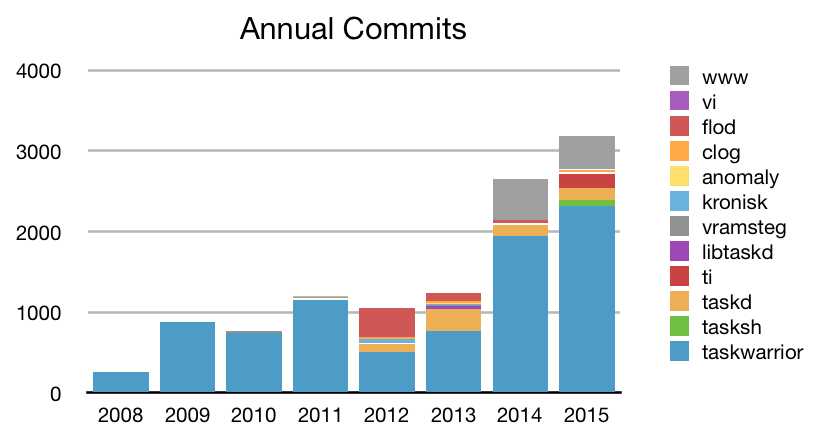 Annual Commits
4000
3000
2000
1000
0
2008 2009 2010 2011 2012 2013 2014 2015
www
vi
flod
clog
anomaly
kronisk
vramsteg
libtaskd
ti
taskd
tasksh
taskwarrior